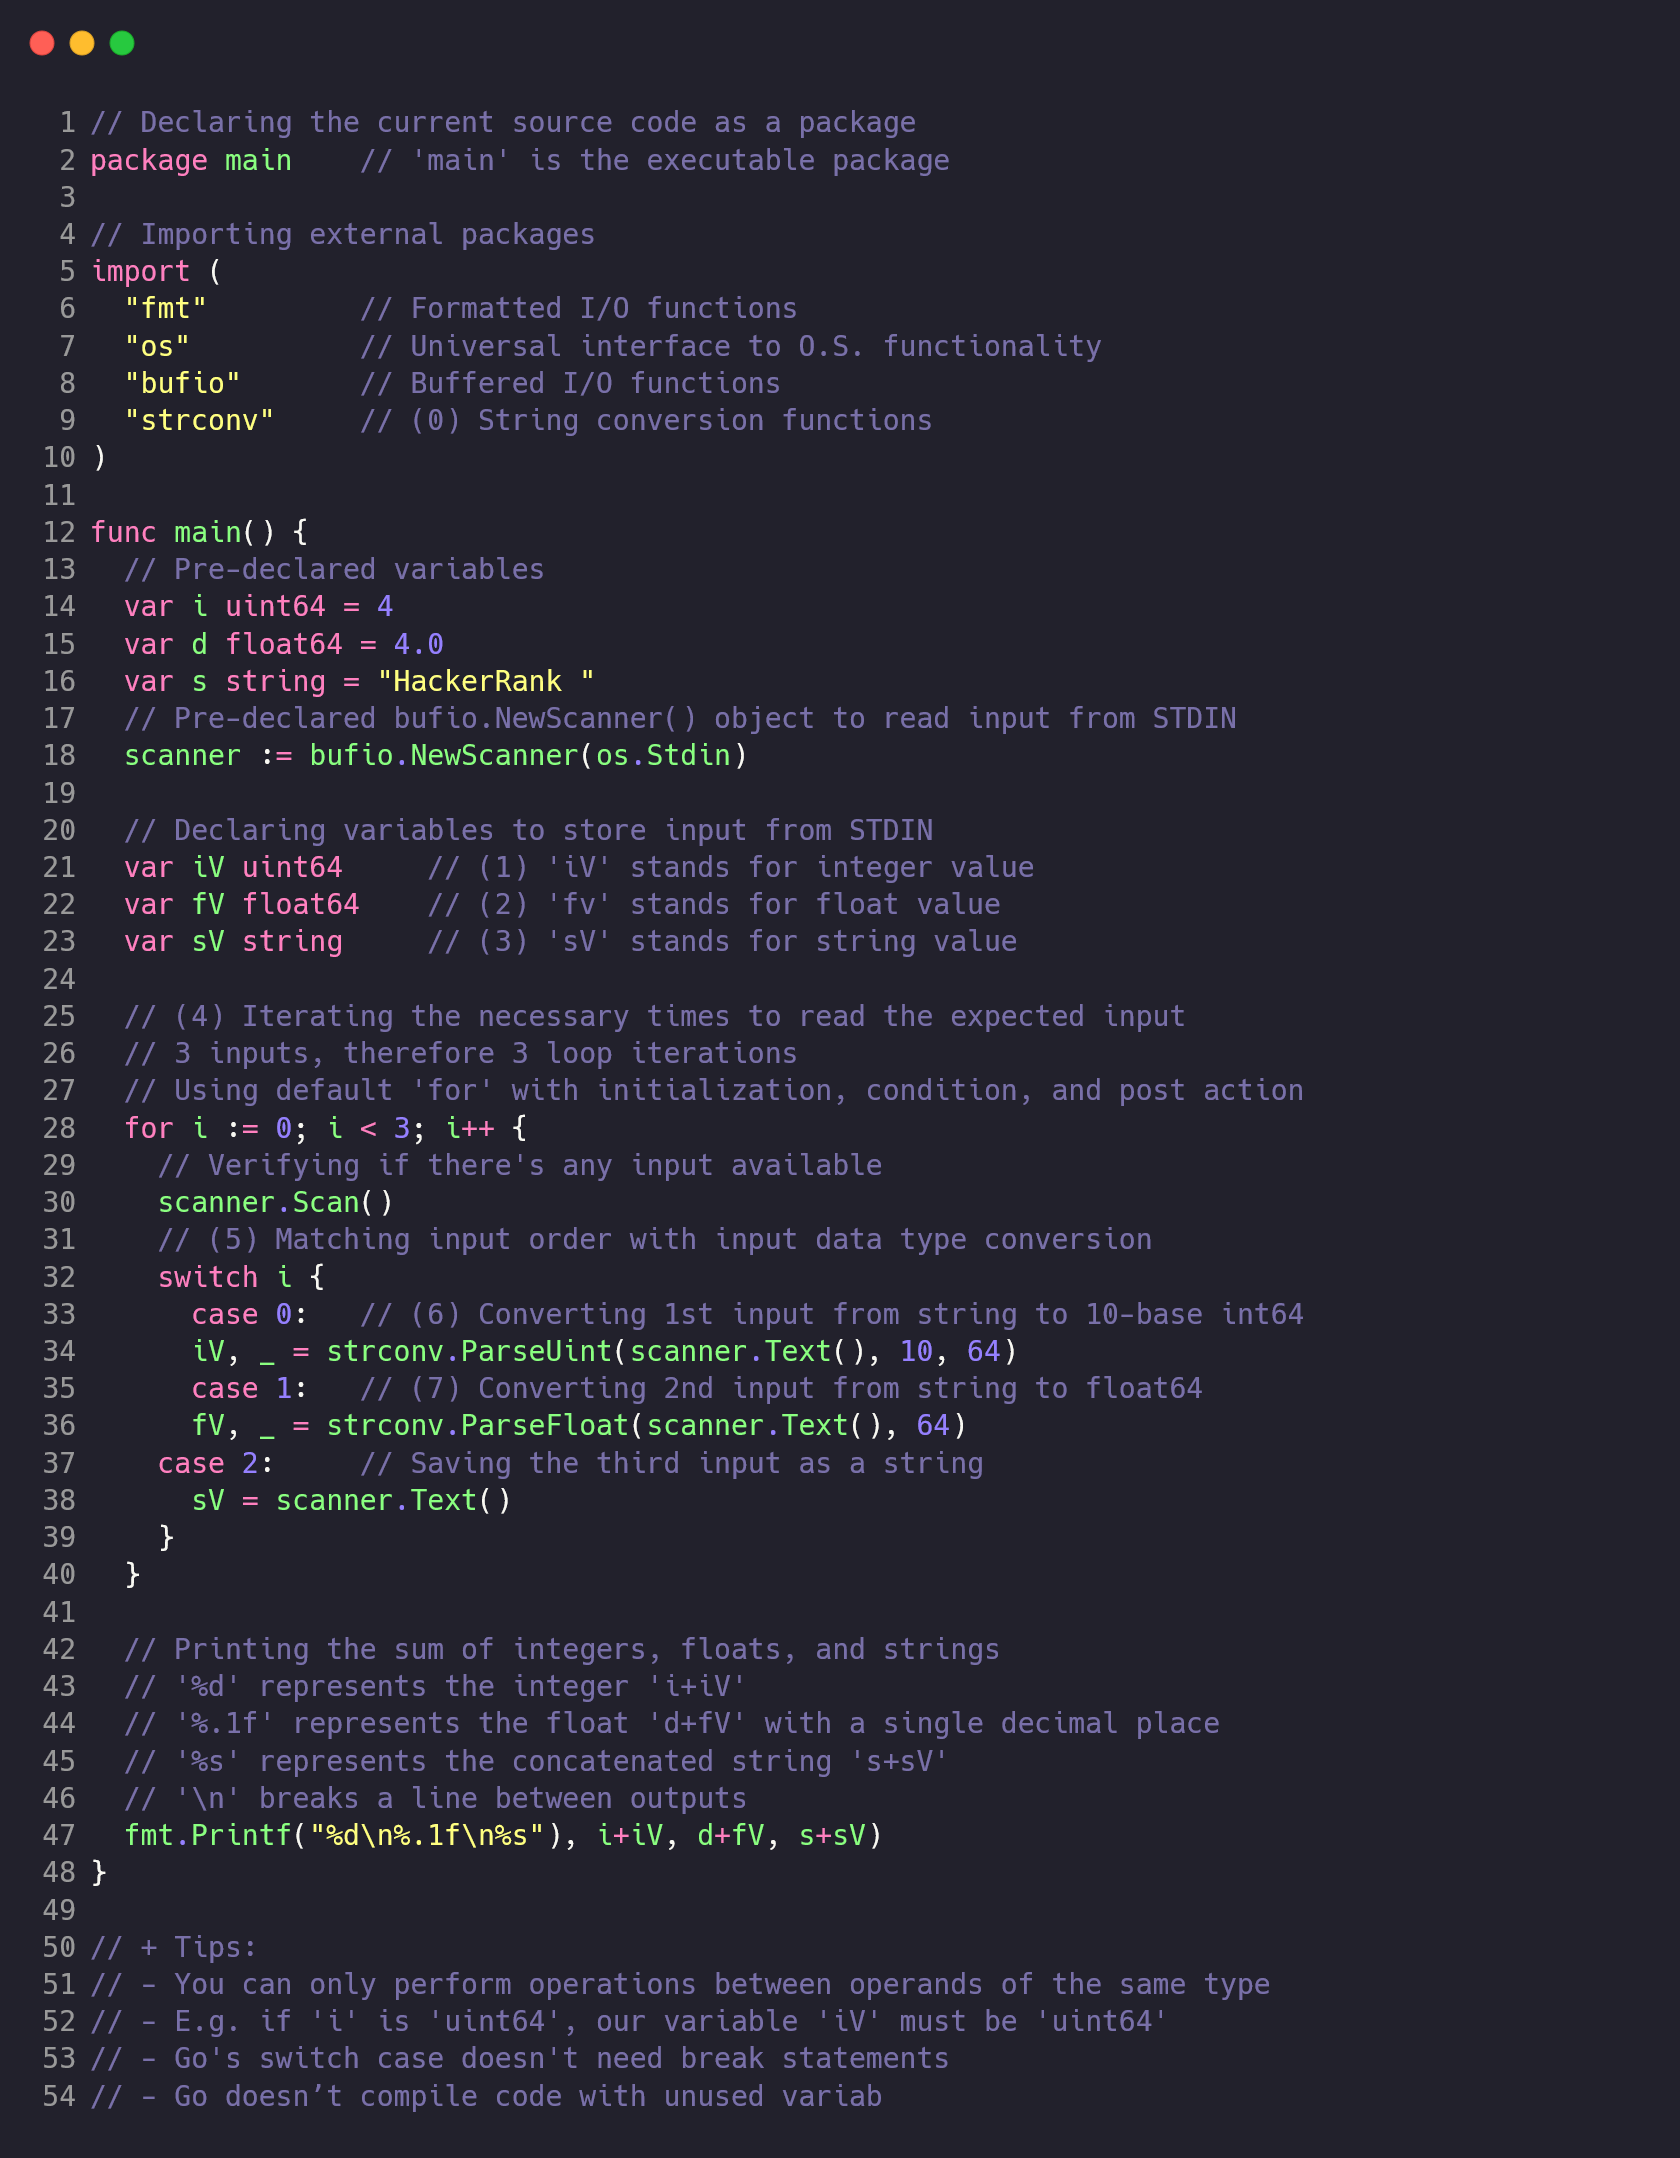 1 // Declaring the current source code as a package
2 package main    // 'main' is the executable package
3
4 // Importing external packages
5 import (
6   "fmt"         // Formatted I/O functions
7   "os"          // Universal interface to O.S. functionality
8   "bufio"       // Buffered I/O functions
9   "strconv"     // (0) String conversion functions
10 )
11
12 func main() {
13   // Pre-declared variables
14   var i uint64 = 4
15   var d float64 = 4.0
16   var s string = "HackerRank "
17   // Pre-declared bufio.NewScanner() object to read input from STDIN
18   scanner := bufio.NewScanner(os.Stdin)
19
20   // Declaring variables to store input from STDIN
21   var iV uint64     // (1) 'iV' stands for integer value
22   var fV float64    // (2) 'fv' stands for float value
23   var sV string     // (3) 'sV' stands for string value
24
25   // (4) Iterating the necessary times to read the expected input
26   // 3 inputs, therefore 3 loop iterations
27   // Using default 'for' with initialization, condition, and post action
28   for i := 0; i < 3; i++ {
29     // Verifying if there's any input available
30     scanner.Scan()
31     // (5) Matching input order with input data type conversion
32     switch i {
33       case 0:   // (6) Converting 1st input from string to 10-base int64
34       iV, _ = strconv.ParseUint(scanner.Text(), 10, 64)
35       case 1:   // (7) Converting 2nd input from string to float64
36       fV, _ = strconv.ParseFloat(scanner.Text(), 64)
37     case 2:     // Saving the third input as a string
38       sV = scanner.Text()
39     }
40   }
41
42   // Printing the sum of integers, floats, and strings
43   // '%d' represents the integer 'i+iV'
44   // '%.1f' represents the float 'd+fV' with a single decimal place
45   // '%s' represents the concatenated string 's+sV'
46   // '\n' breaks a line between outputs
47   fmt.Printf("%d\n%.1f\n%s"), i+iV, d+fV, s+sV)
48 }
49
50 // + Tips:
51 // - You can only perform operations between operands of the same type
52 // - E.g. if 'i' is 'uint64', our variable 'iV' must be 'uint64'
53 // - Go's switch case doesn't need break statements
54 // - Go doesn’t compile code with unused variab